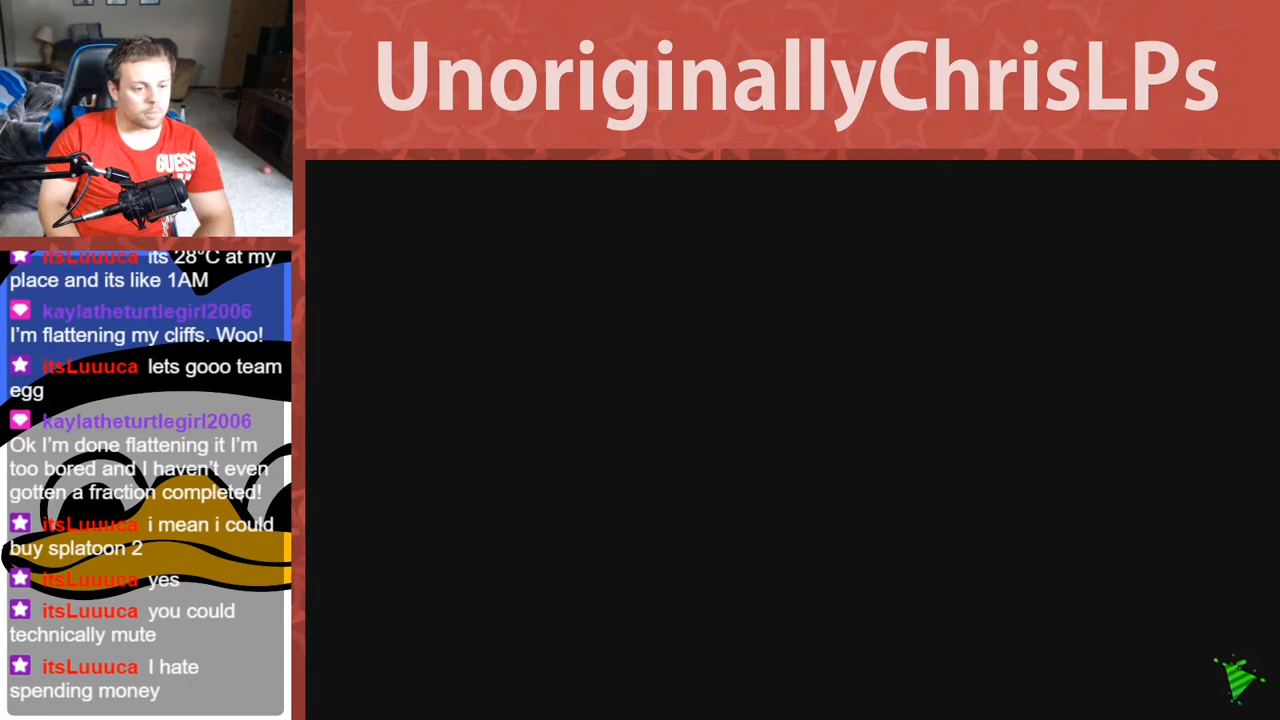 UnoriginallyChrisLPs
GUESS
itsLuuuca its 28°C at my
place and its like 1AM
kaylatheturtlegirl2006
I'm flattening my cliffs. Woo!
itsLuuuca lets gooo team
egg
kaylatheturtlegirl2006
Ok I'm done flattening it I'm
too bored and I haven't even
gotten a fraction completed!
itsLuuuca i mean i could
buy splatoon 2
itsLuuuca yes
itsLuuuca you could
technically mute
itsLuuuca I hate
spending money